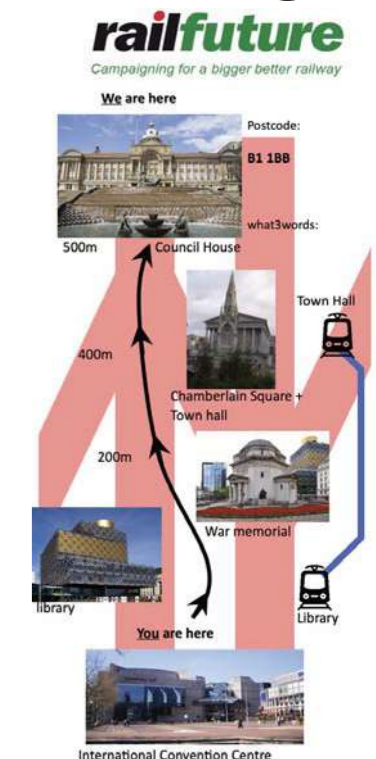 railfuture
Campaigning for a bigger better railway
We are here
Postcode:
B1 1BB
what3words:
500m
Council House
Town Hall
400m
Chamberlain Square +
Town hall
200m
War memorial
library
Library
You are here
International Convention Centre